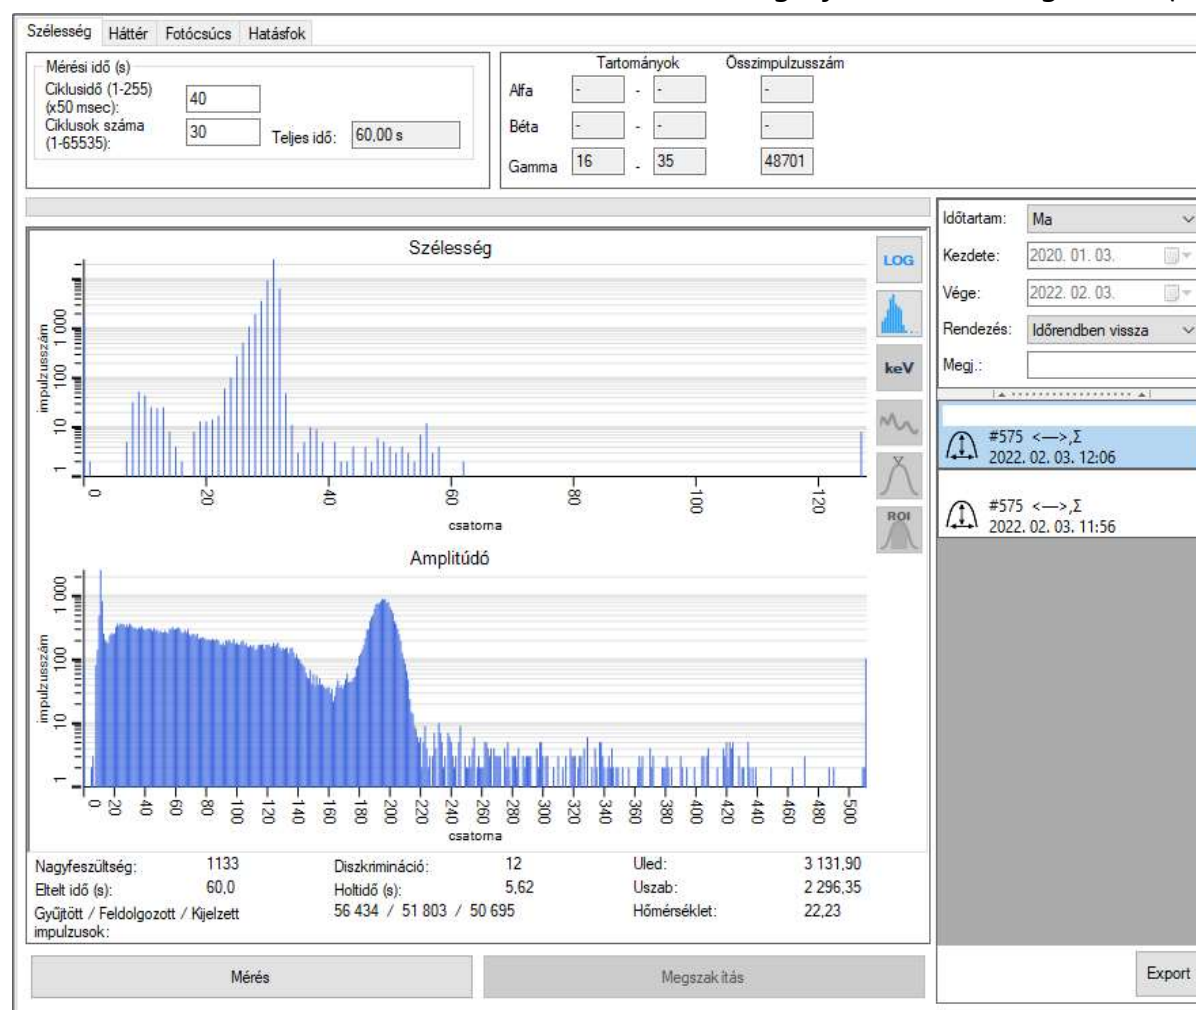 Szélesség Háttér Fotócsúcs Hatásfok
Mérési idő (s)
Ciklusidő (1-255)
(x50 msec):
40
Ciklusok száma
(1-65535):
30
Teljes idő: 60,00 s
Tartományok Összimpulzusszám
Alfa - - - -
Béta - - - -
Gamma 16 - 35 48701
Időtartam: Ma
Kezdete: 2020. 01. 03.
Vége: 2022. 02. 03.
Rendezés: Időrendben vissza
Megj.:
#575 <—>,Σ
2022. 02. 03. 12:06
#575 <—>,Σ
2022. 02. 03. 11:56
Export
LOG
keV
ROI
Szélesség
impulzusszám
1 000
100
10
1
0 20 40 60 80 100 120
csatorna
Amplitúdó
impulzusszám
1 000
100
10
1
0 20 40 60 80 100 120 140 160 180 200 220 240 260 280 300 320 340 360 380 400 420 440 460 480 500
csatorna
Nagyfeszültség: 1133 Diszkrimináció: 12 Uled: 3 131,90
Eltelt idő (s): 60,0 Holtidő (s): 5,62 Uszab: 2 296,35
Gyűjtött / Feldolgozott / Kijelzett 56 434 / 51 803 / 50 695 Hőmérséklet: 22,23
impulzusok:
Mérés Megszakítás